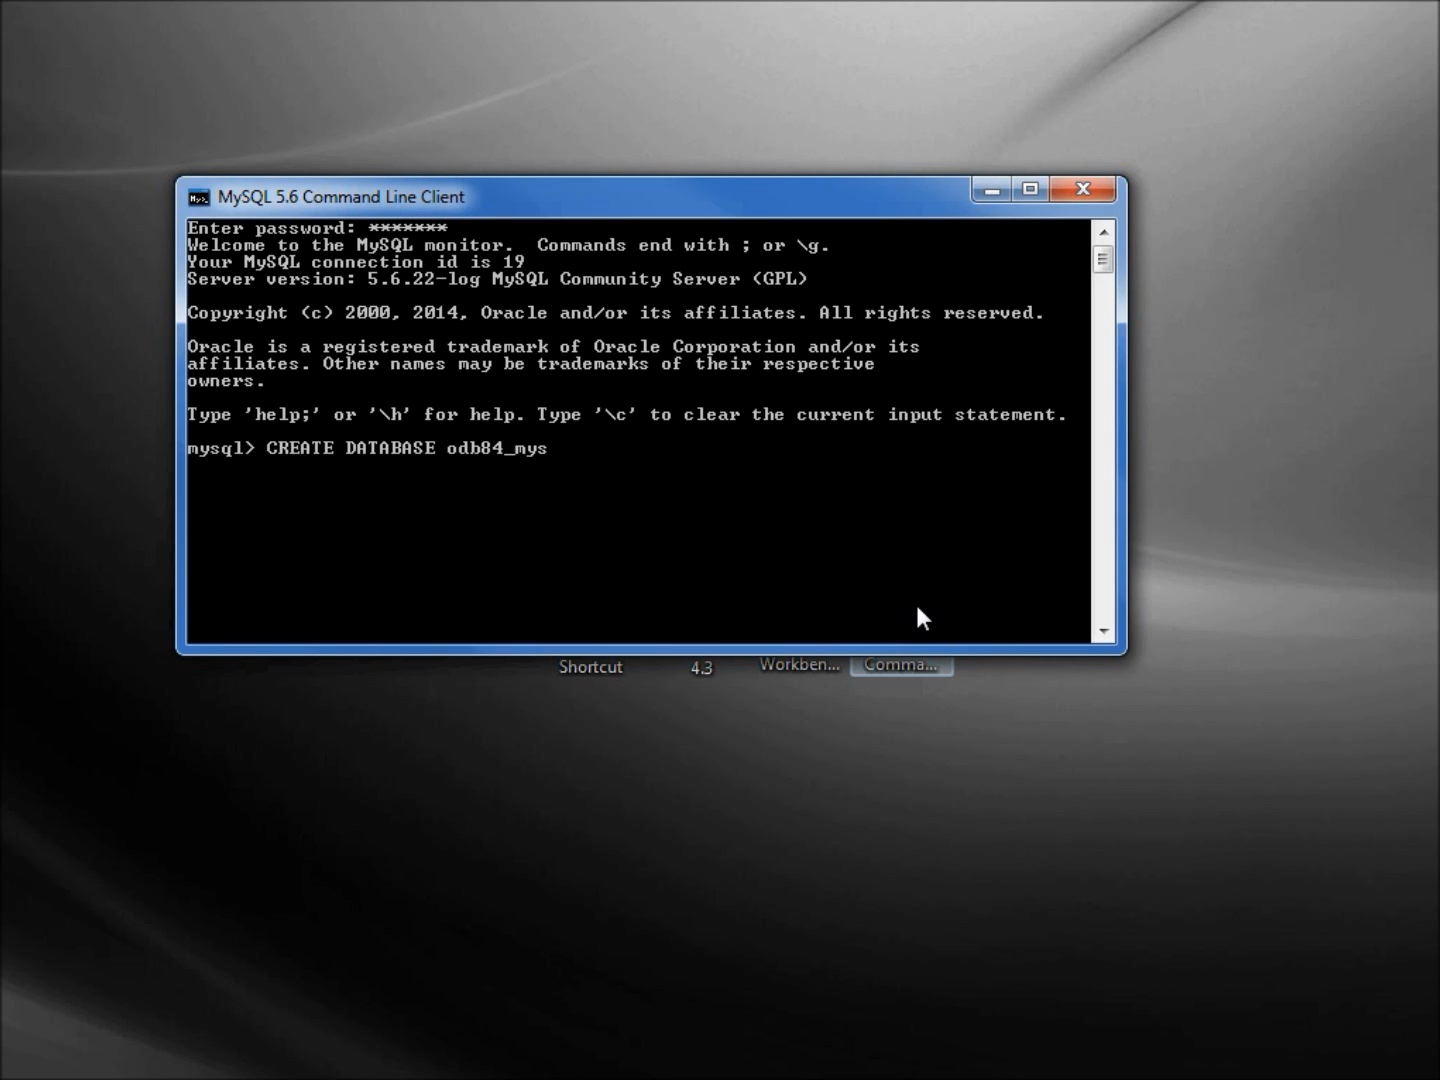 MySQL 5.6 Command Line Client
Enter password: *******
Welcome to the MySQL monitor.  Commands end with ; or \g.
Your MySQL connection id is 19
Server version: 5.6.22-log MySQL Community Server (GPL)
Copyright (c) 2000, 2014, Oracle and/or its affiliates. All rights reserved.
Oracle is a registered trademark of Oracle Corporation and/or its
affiliates. Other names may be trademarks of their respective
owners.
Type 'help;' or '\h' for help. Type '\c' to clear the current input statement.
mysql> CREATE DATABASE odb84_mys
Shortcut 4.3 Workben... Comma...